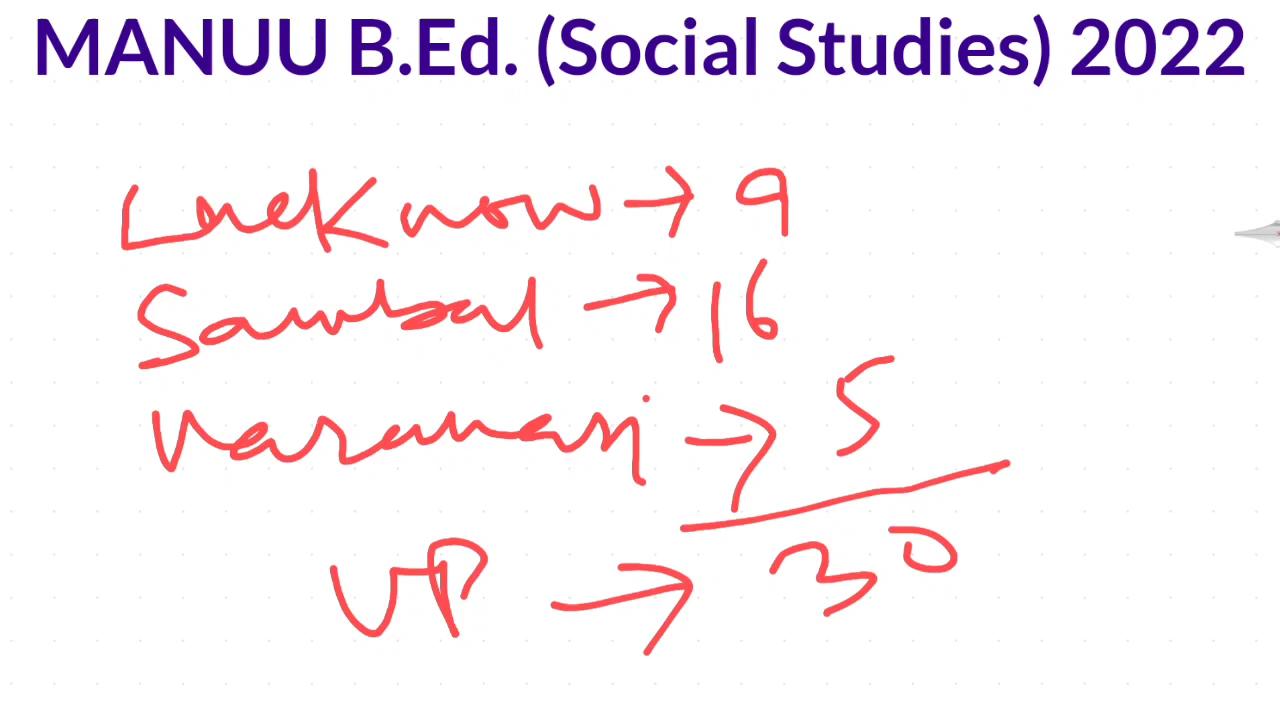 MANUU B.Ed. (Social Studies) 2022
Lucknow → 9
Sambal → 16
Varanasi → 5
UP → 30